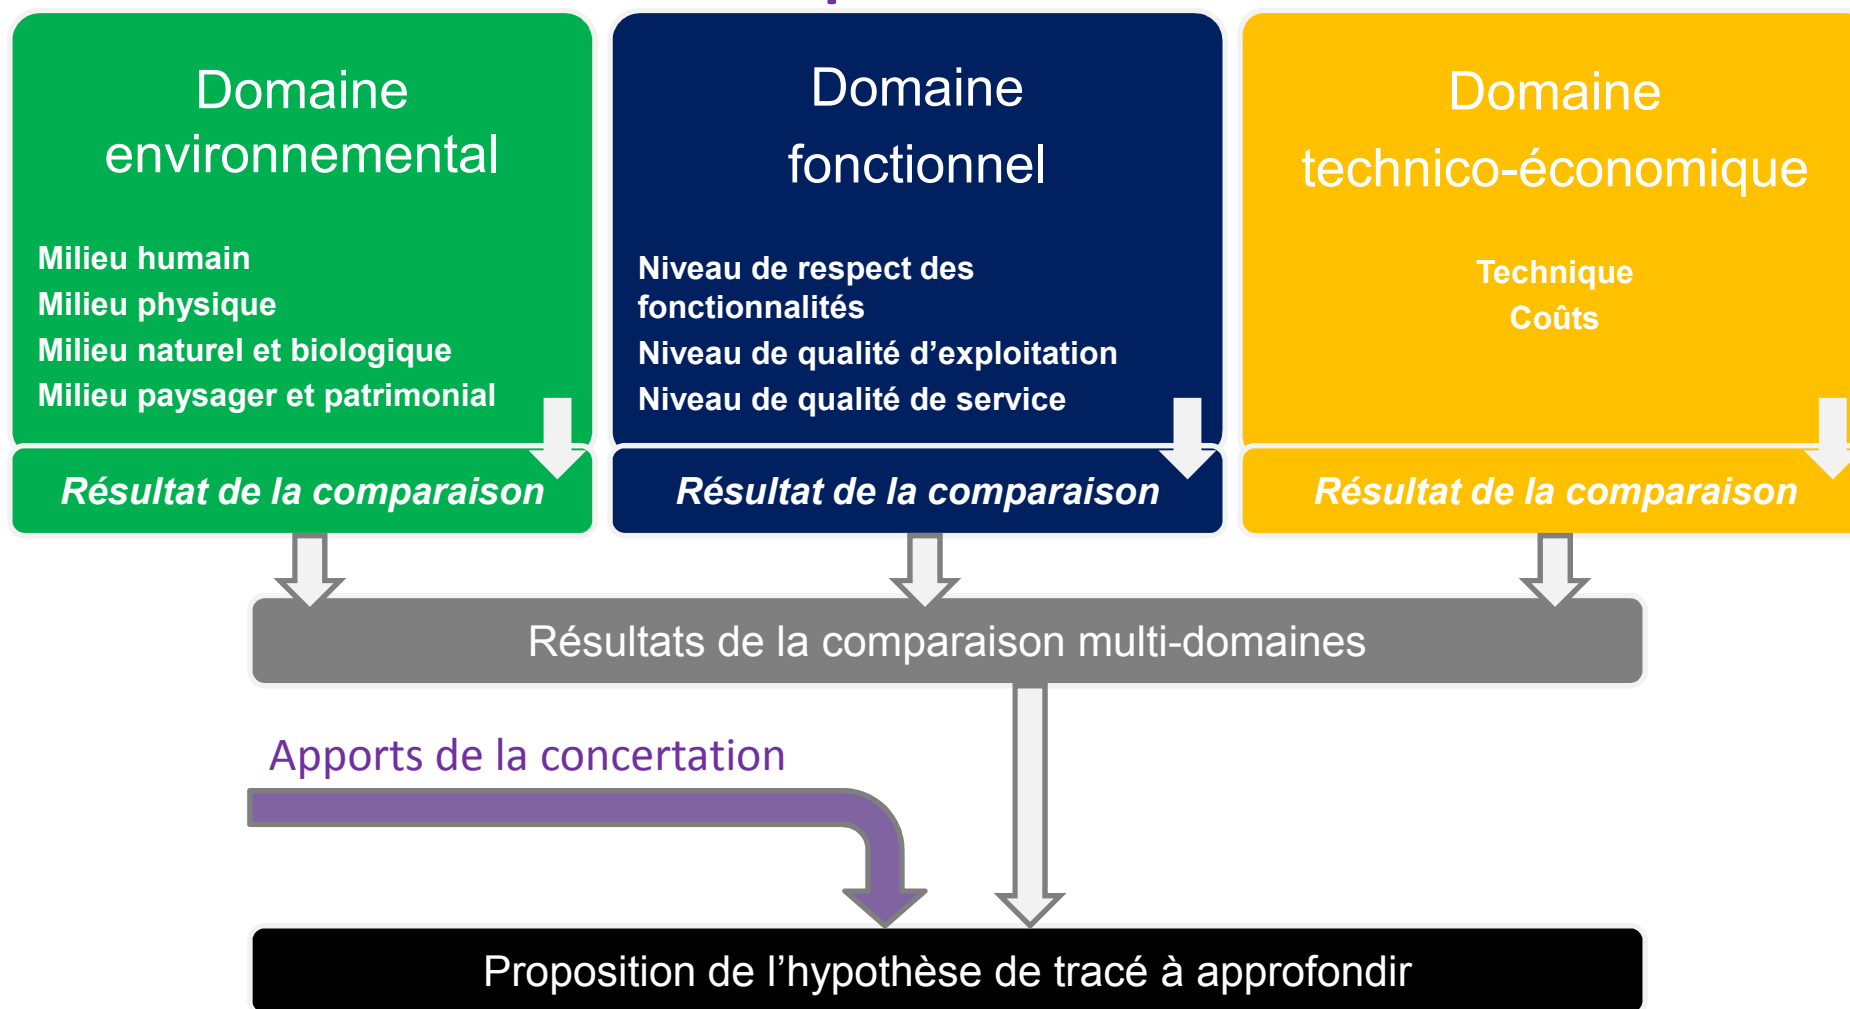 Domaine
environnemental
Milieu humain
Milieu physique
Milieu naturel et biologique
Milieu paysager et patrimonial
Résultat de la comparaison
Domaine
fonctionnel
Niveau de respect des
fonctionnalités
Niveau de qualité d’exploitation
Niveau de qualité de service
Résultat de la comparaison
Domaine
technico-économique
Technique
Coûts
Résultat de la comparaison
Résultats de la comparaison multi-domaines
Apports de la concertation
Proposition de l’hypothèse de tracé à approfondir